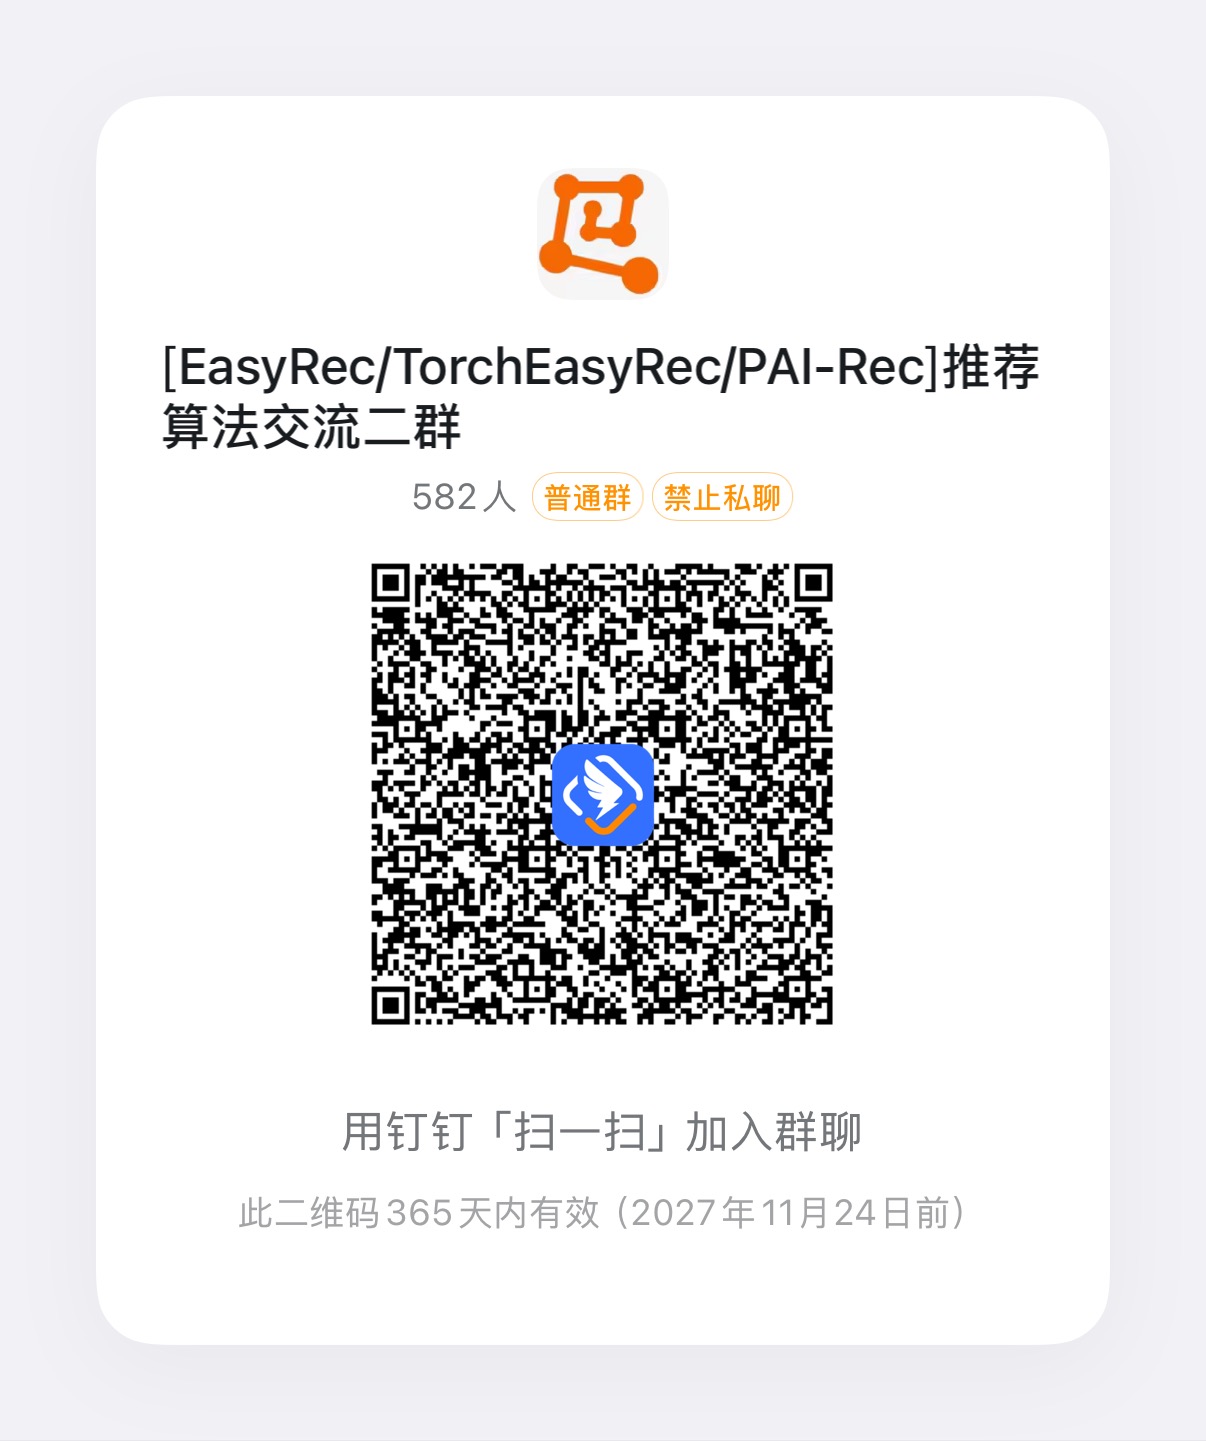 [EasyRec/TorchEasyRec/PAI-Rec]推荐
算法交流二群
582人 普通群 禁止私聊
用钉钉「扫一扫」加入群聊
此二维码365天内有效（2027年11月24日前）